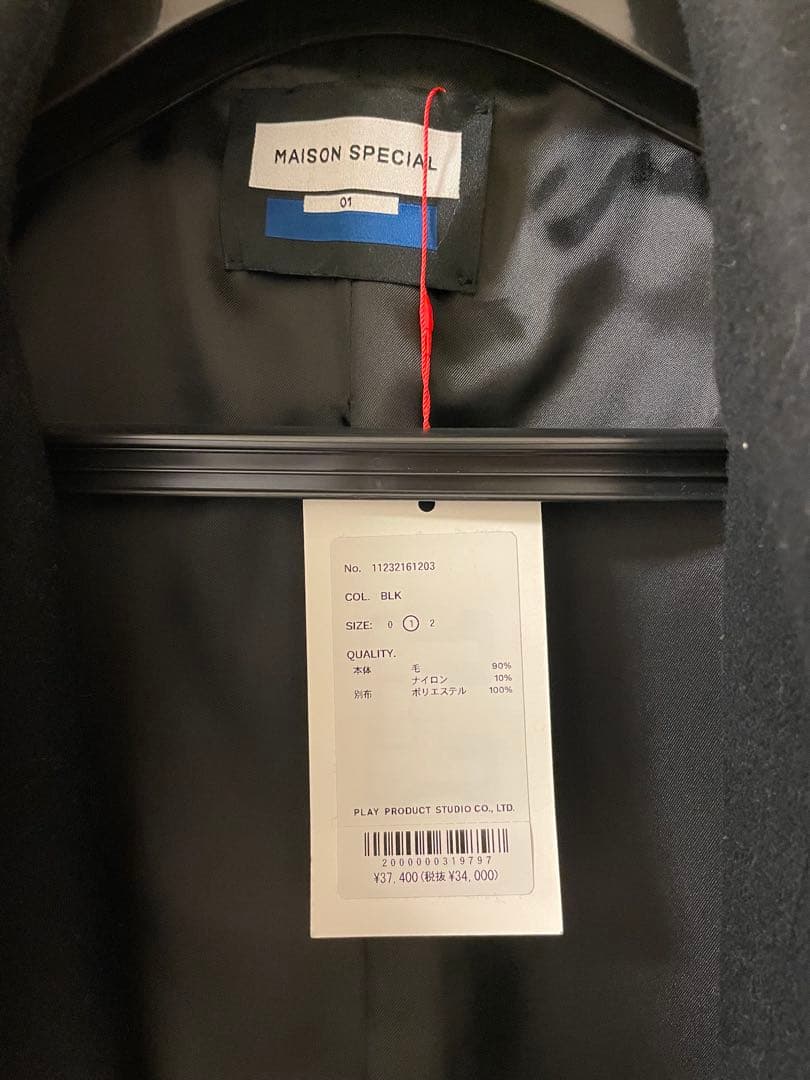 MAISON SPECIAL
01
No. 11232161203
COL. BLK
SIZE: 0 1 2
QUALITY.
本体 毛 90%
ナイロン 10%
別布 ポリエステル 100%
PLAY PRODUCT STUDIO CO., LTD.
2000000319797
¥37,400(税抜¥34,000)